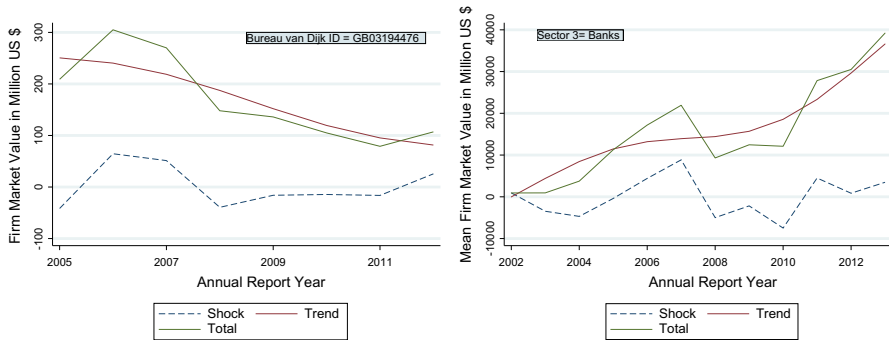 Bureau van Dijk ID = GB03194476
Firm Market Value in Million US $
300
200
100
0
-100
2005
2007
2009
2011
Annual Report Year
Shock
Trend
Total
Sector 3= Banks
Mean Firm Market Value in Million US $
40000
30000
20000
10000
0
-10000
2002
2004
2006
2008
2010
2012
Annual Report Year
Shock
Trend
Total